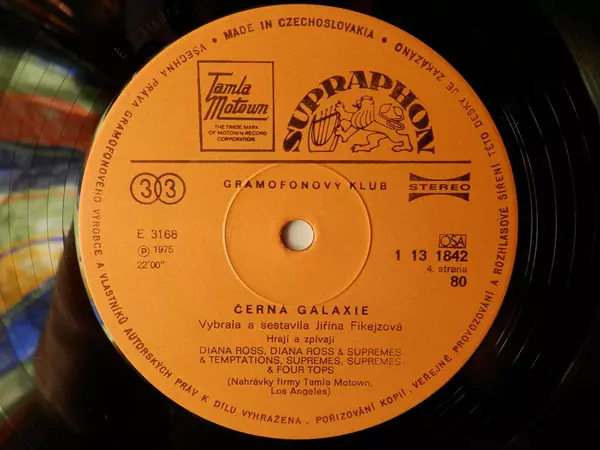 VŠECHNA PRÁVA GRAMOFONOVÉHO VÝROBCE A VLASTNÍKŮ AUTORSKÝCH PRÁV K DÍLU VYHRAŽENA. POŘIZOVÁNÍ KOPIÍ, VEŘEJNÉ PROVOZOVÁNÍ A ROZHLASOVÉ ŠÍŘENÍ TÉTO DESKY JE ZAKÁZÁNO • MADE IN CZECHOSLOVAKIA •
Tamla
Motown
THE TRADE MARK
OF MOTOWN RECORD
CORPORATION
SUPRAPHON
33
GRAMOFONOVÝ KLUB
STEREO
E 3168
℗ 1975
22'00"
OSA
1 13 1842
4. strana
80
ČERNÁ GALAXIE
Vybrala a sestavila Jiřina Fikejzová
Hrají a zpívají
DIANA ROSS, DIANA ROSS & SUPREMES
& TEMPTATIONS, SUPREMES, SUPREMES
& FOUR TOPS
(Nahrávky firmy Tamla Motown,
Los Angeles)